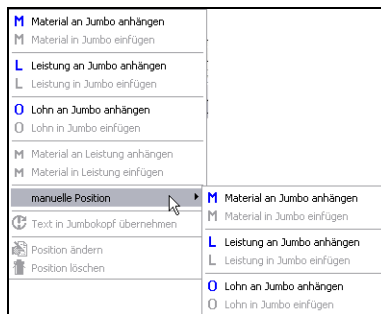 M Material an Jumbo anhängen
M Material in Jumbo einfügen
L Leistung an Jumbo anhängen
L Leistung in Jumbo einfügen
O Lohn an Jumbo anhängen
O Lohn in Jumbo einfügen
M Material an Leistung anhängen
M Material in Leistung einfügen
manuelle Position
Text in Jumbokopf übernehmen
Position ändern
Position löschen
M Material an Jumbo anhängen
M Material in Jumbo einfügen
L Leistung an Jumbo anhängen
L Leistung in Jumbo einfügen
O Lohn an Jumbo anhängen
O Lohn in Jumbo einfügen